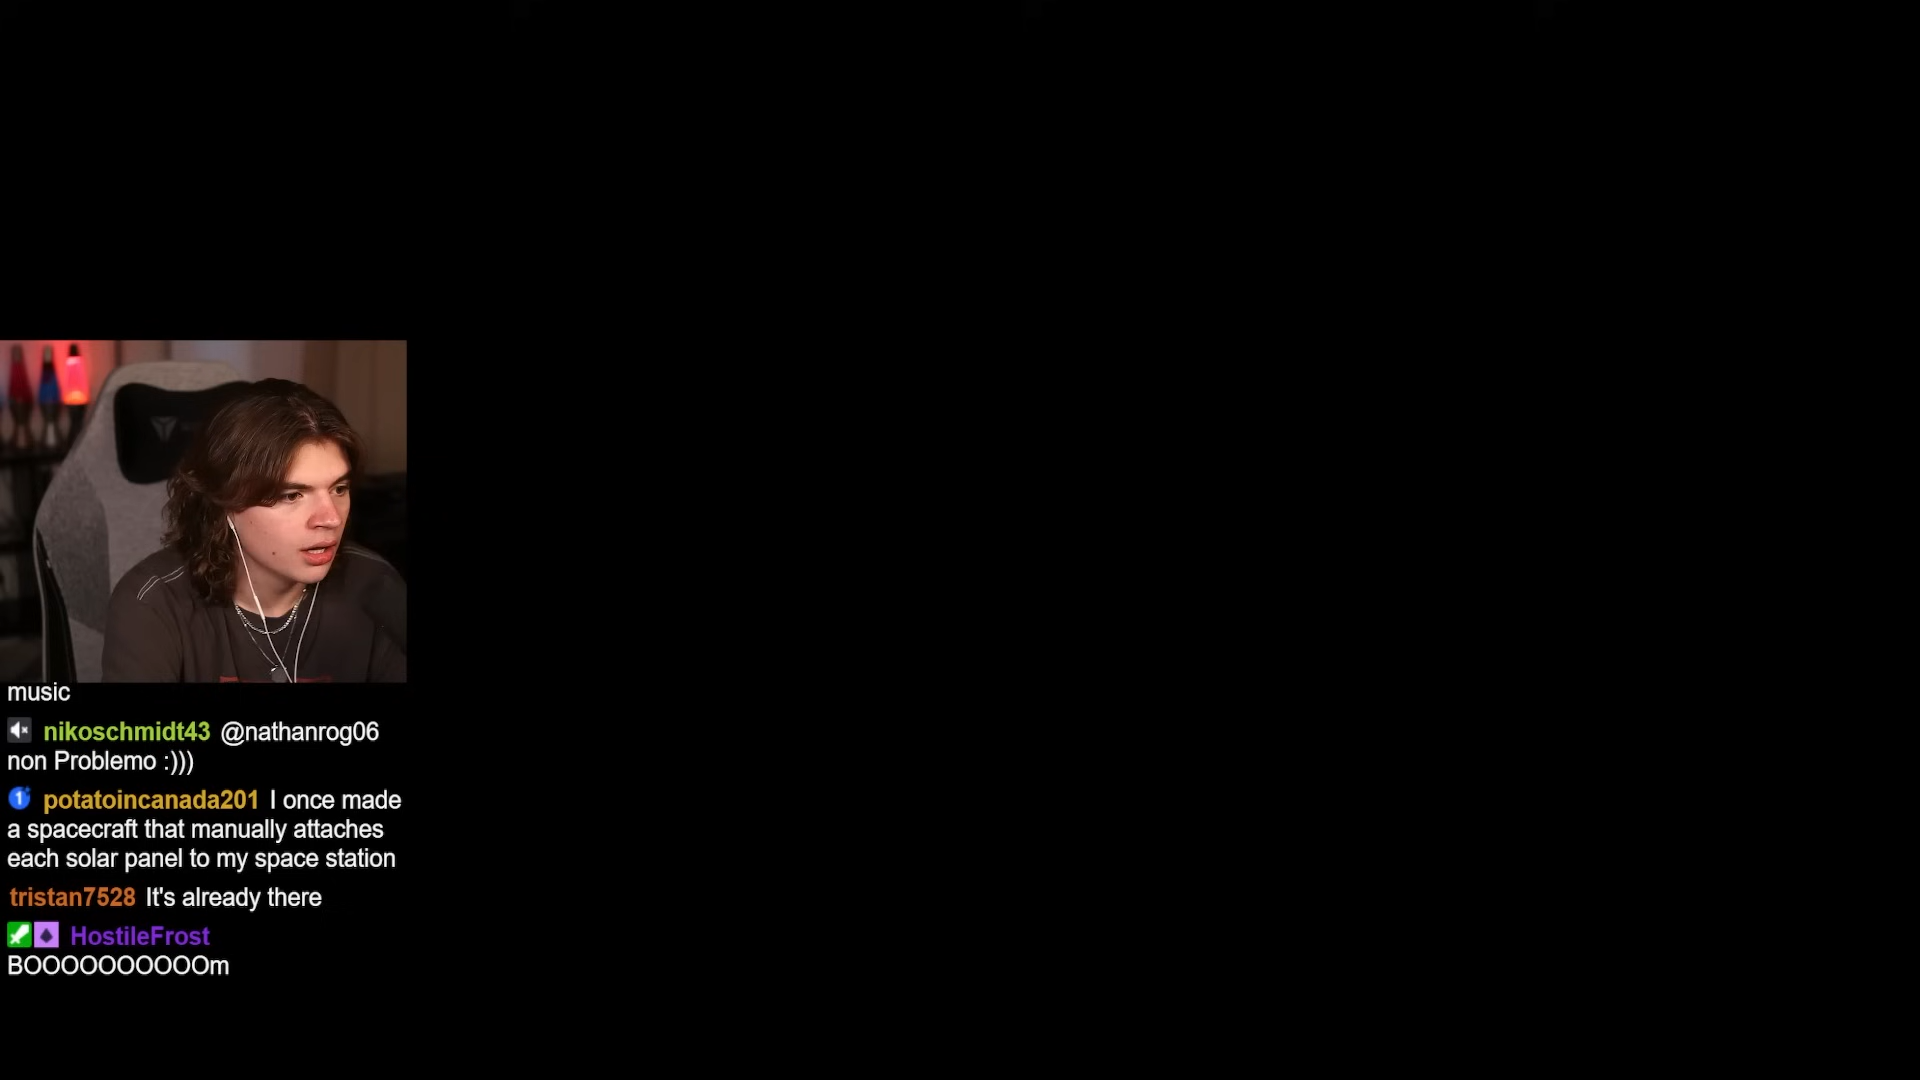 music
nikoschmidt43 @nathanrog06
non Problemo :)))
potatoincanada201 I once made
a spacecraft that manually attaches
each solar panel to my space station
tristan7528 It's already there
HostileFrost
BOOOOOOOOOOm